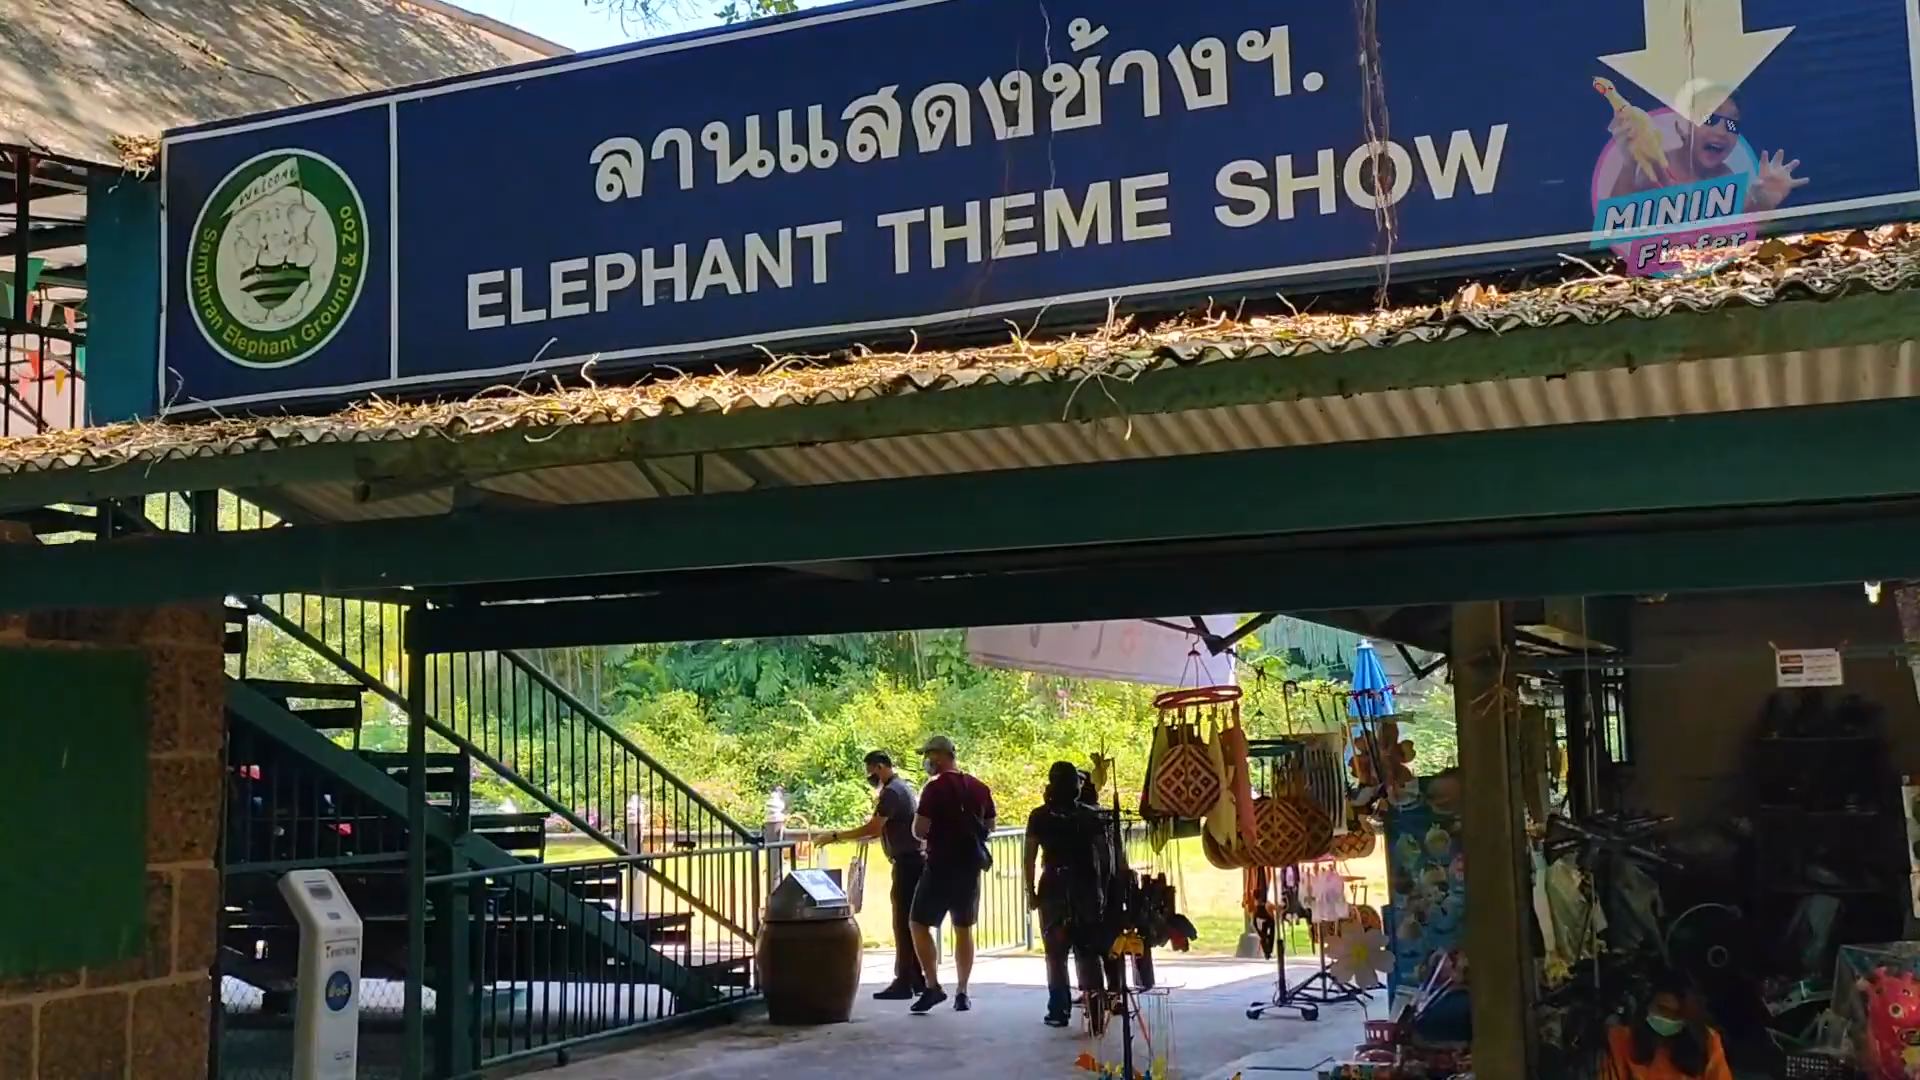 WELCOME
Samphran Elephant Ground & Zoo
ลานแสดงช้างฯ.
ELEPHANT THEME SHOW
MININ
Finfer